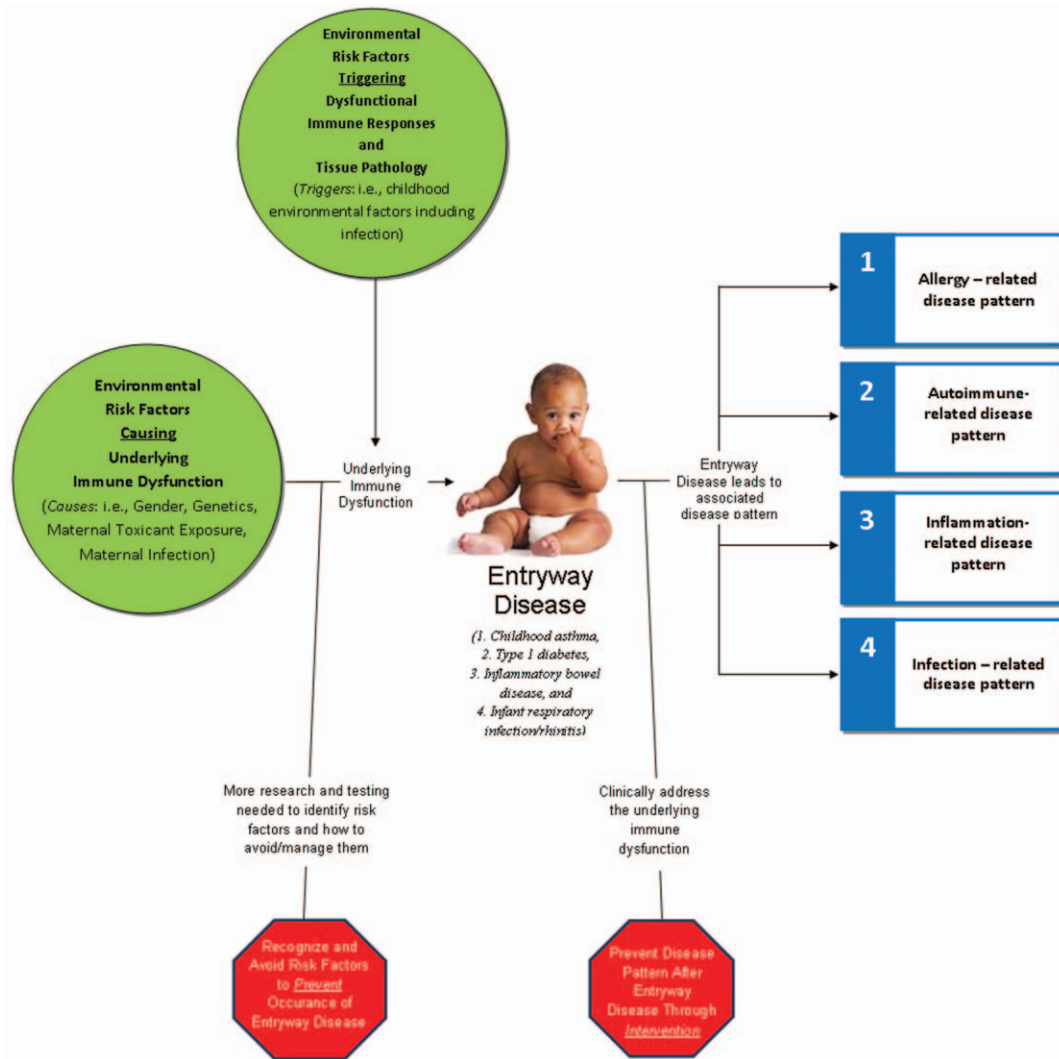 Environmental
Risk Factors
Triggering
Dysfunctional
Immune Responses
and
Tissue Pathology
(Triggers: i.e., childhood
environmental factors including
infection)
Environmental
Risk Factors
Causing
Underlying
Immune Dysfunction
(Causes: i.e., Gender, Genetics,
Maternal Toxicant Exposure,
Maternal Infection)
Underlying
Immune
Dysfunction
Entryway
Disease
(1. Childhood asthma,
2. Type 1 diabetes,
3. Inflammatory bowel
disease, and
4. Infant respiratory
infection/rhinitis)
Entryway
Disease leads to
associated
disease pattern
1
Allergy – related
disease pattern
2
Autoimmune-
related disease
pattern
3
Inflammation-
related disease
pattern
4
Infection – related
disease pattern
More research and testing
needed to identify risk
factors and how to
avoid/manage them
Clinically address
the underlying
immune
dysfunction
Recognize and
Avoid Risk Factors
to Prevent
Occurance of
Entryway Disease
Prevent Disease
Pattern After
Entryway
Disease Through
Intervention